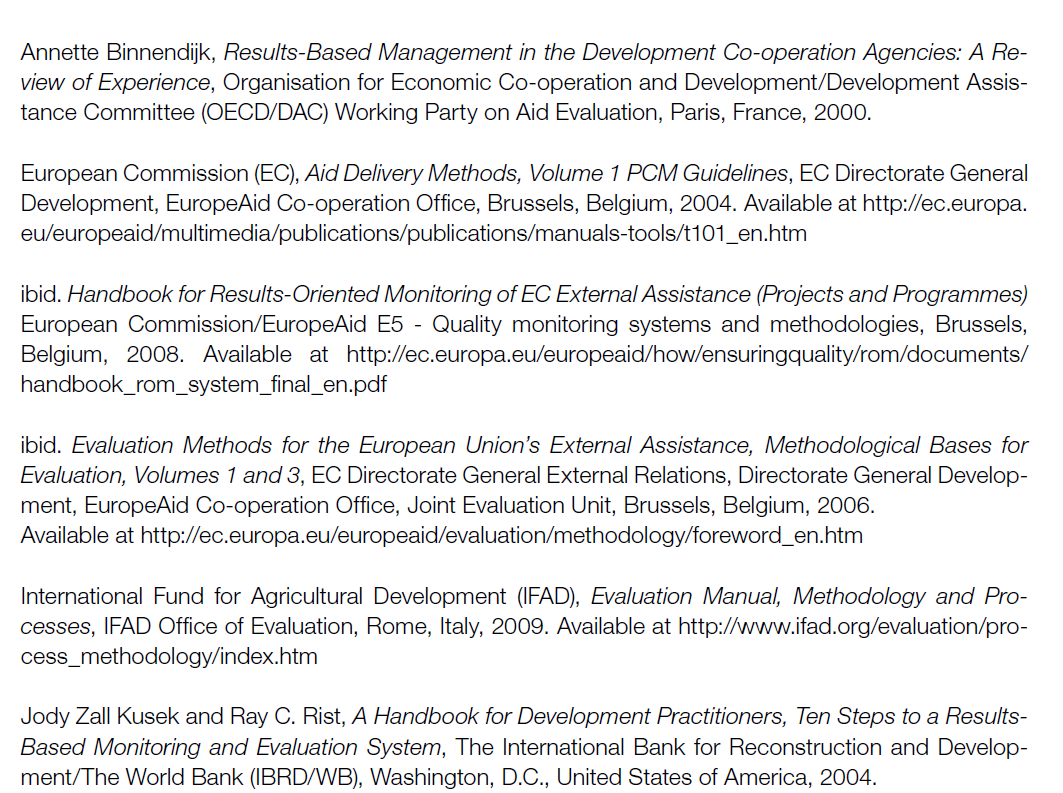 Annette Binnendijk, Results-Based Management in the Development Co-operation Agencies: A Re-
view of Experience, Organisation for Economic Co-operation and Development/Development Assis-
tance Committee (OECD/DAC) Working Party on Aid Evaluation, Paris, France, 2000.
European Commission (EC), Aid Delivery Methods, Volume 1 PCM Guidelines, EC Directorate General
Development, EuropeAid Co-operation Office, Brussels, Belgium, 2004. Available at http://ec.europa.
eu/europeaid/multimedia/publications/publications/manuals-tools/t101_en.htm
ibid. Handbook for Results-Oriented Monitoring of EC External Assistance (Projects and Programmes)
European Commission/EuropeAid E5 - Quality monitoring systems and methodologies, Brussels,
Belgium, 2008. Available at http://ec.europa.eu/europeaid/how/ensuringquality/rom/documents/
handbook_rom_system_final_en.pdf
ibid. Evaluation Methods for the European Union's External Assistance, Methodological Bases for
Evaluation, Volumes 1 and 3, EC Directorate General External Relations, Directorate General Develop-
ment, EuropeAid Co-operation Office, Joint Evaluation Unit, Brussels, Belgium, 2006.
Available at http://ec.europa.eu/europeaid/evaluation/methodology/foreword_en.htm
International Fund for Agricultural Development (IFAD), Evaluation Manual, Methodology and Pro-
cesses, IFAD Office of Evaluation, Rome, Italy, 2009. Available at http://www.ifad.org/evaluation/pro-
cess_methodology/index.htm
Jody Zall Kusek and Ray C. Rist, A Handbook for Development Practitioners, Ten Steps to a Results-
Based Monitoring and Evaluation System, The International Bank for Reconstruction and Develop-
ment/The World Bank (IBRD/WB), Washington, D.C., United States of America, 2004.